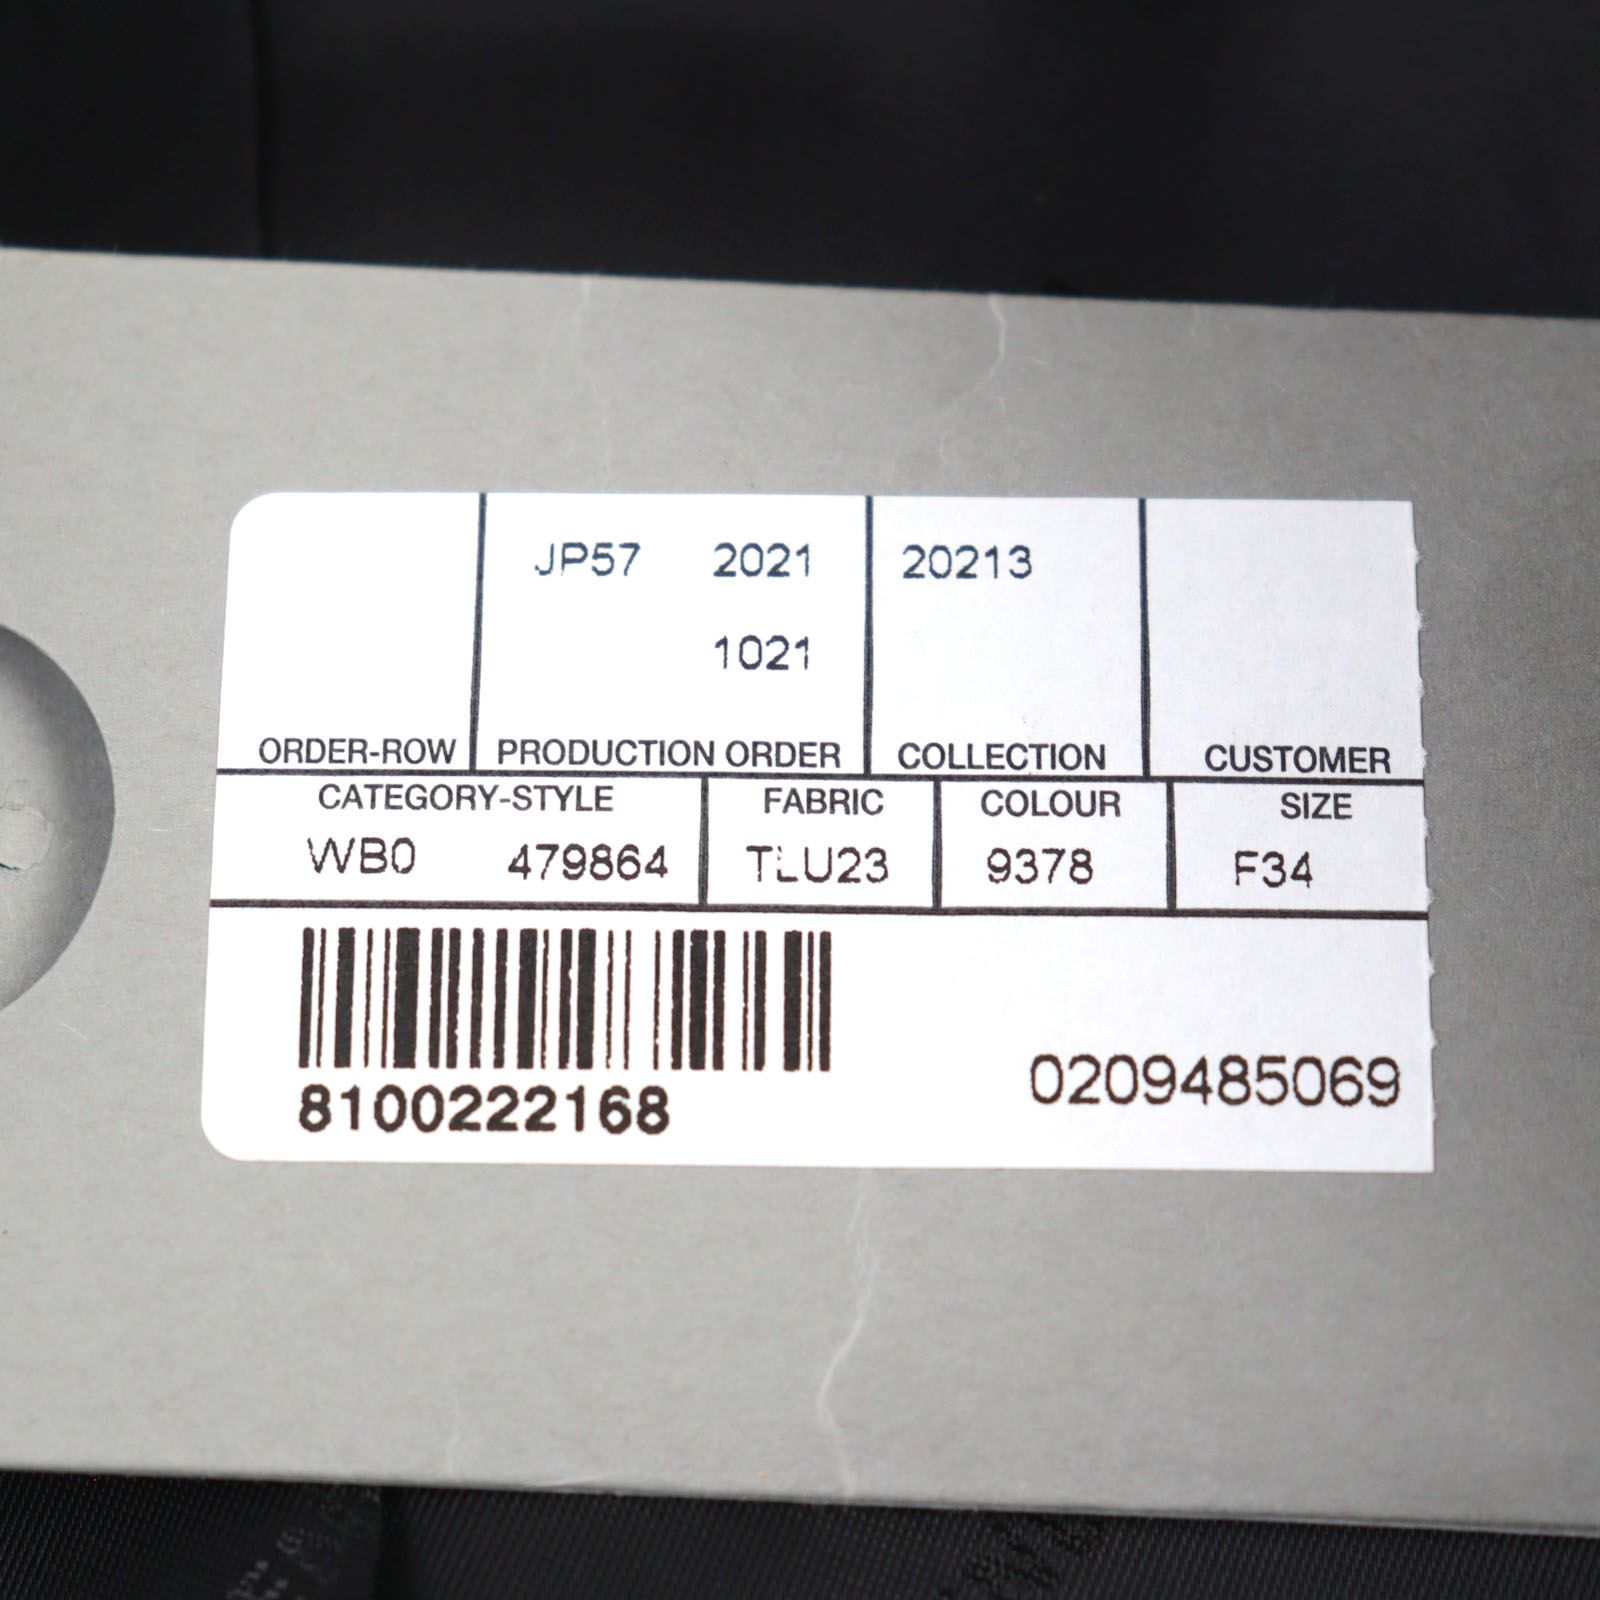 JP57 2021 20213
1021
ORDER-ROW PRODUCTION ORDER COLLECTION CUSTOMER
CATEGORY-STYLE FABRIC COLOUR SIZE
WB0 479864 TLU23 9378 F34
8100222168
0209485069